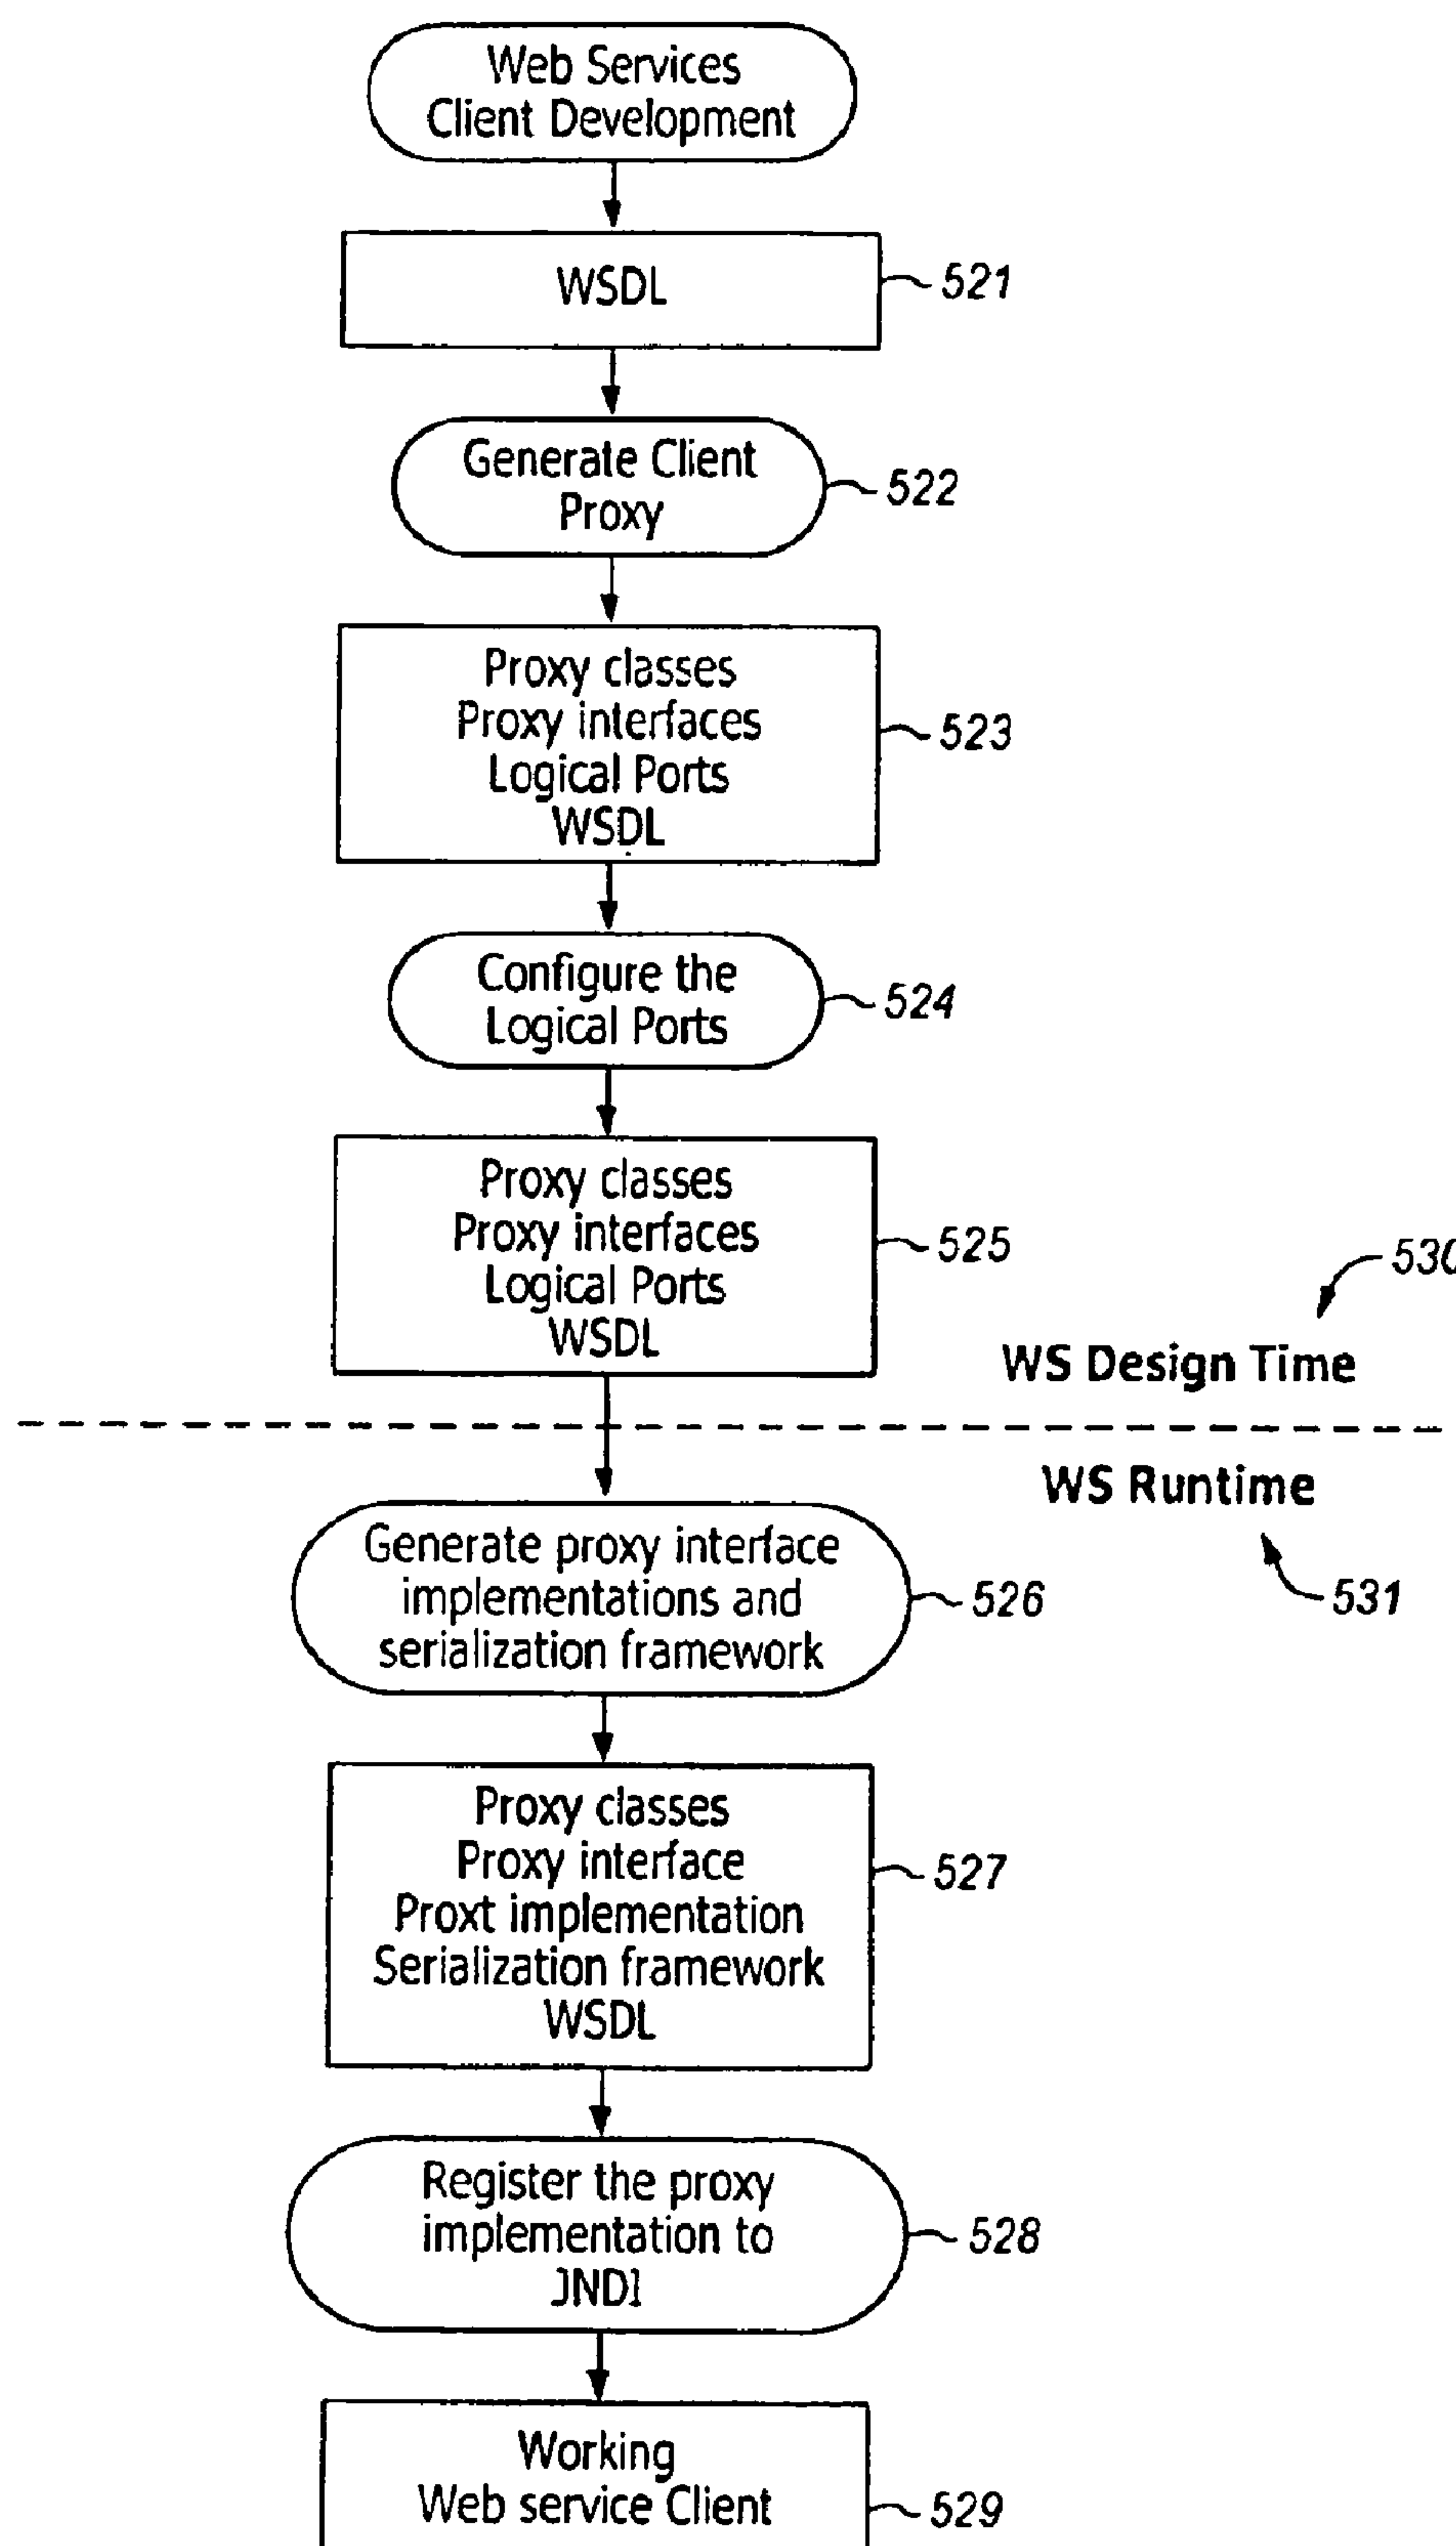 Web Services
Client Development
WSDL
521
Generate Client
Proxy
522
Proxy classes
Proxy interfaces
Logical Ports
WSDL
523
Configure the
Logical Ports
524
Proxy classes
Proxy interfaces
Logical Ports
WSDL
525
530
WS Design Time
WS Runtime
531
Generate proxy interface
implementations and
serialization framework
526
Proxy classes
Proxy interface
Proxt implementation
Serialization framework
WSDL
527
Register the proxy
implementation to
JNDI
528
Working
Web service Client
529